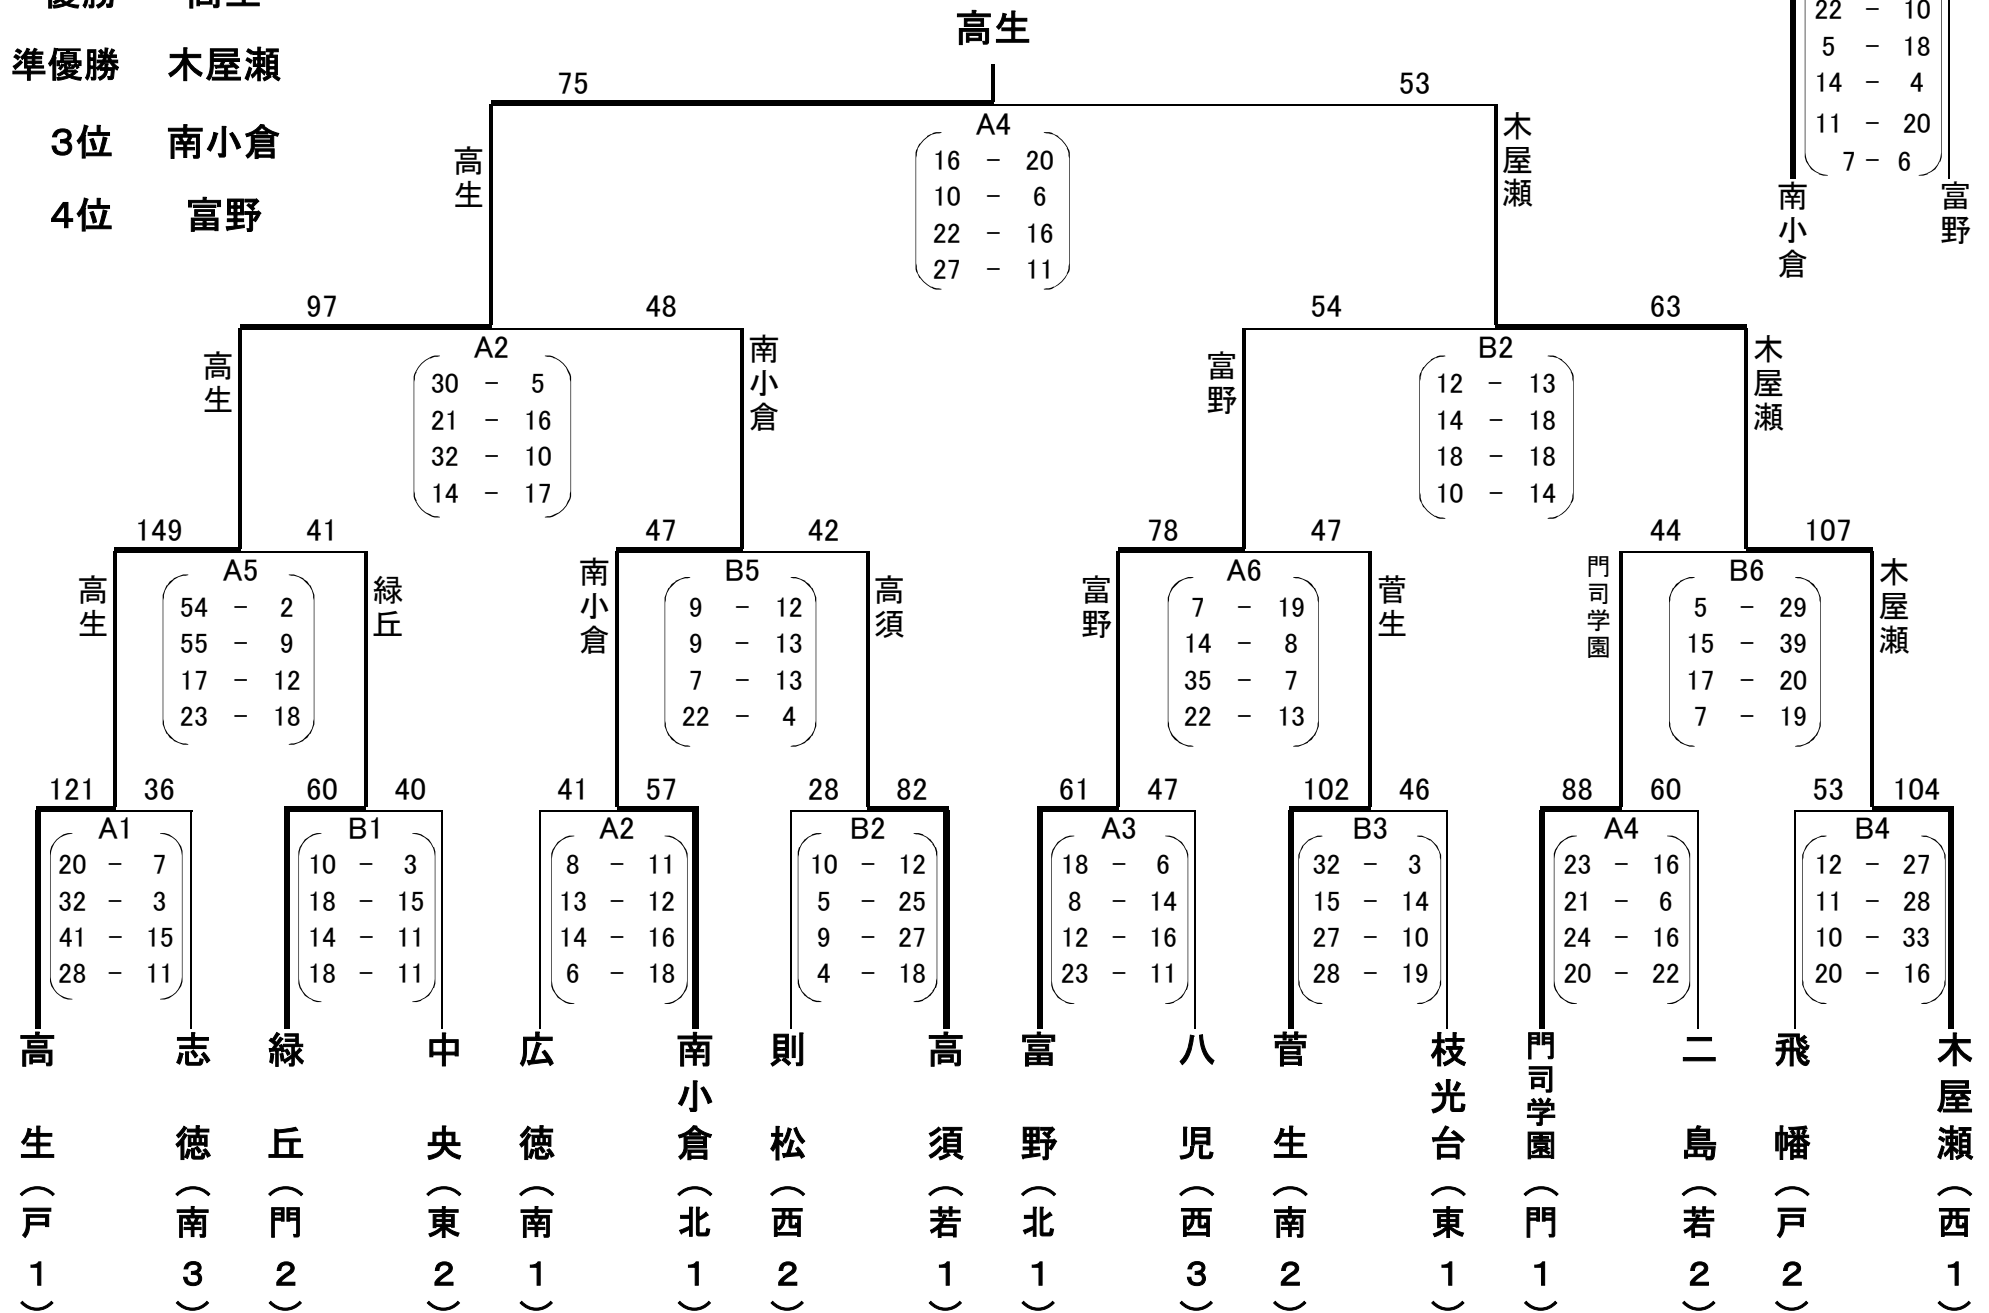 優勝 高生
準優勝 木屋瀬
3位 南小倉
4位 富野
高生
22 - 10
5 - 18
14 - 4
11 - 20
7 - 6
南小倉
富野
75 53
A4
16 - 20
10 - 6
22 - 16
27 - 11
高生
木屋瀬
97 48
A2
30 - 5
21 - 16
32 - 10
14 - 17
高生
南小倉
54 63
B2
12 - 13
14 - 18
18 - 18
10 - 14
富野
木屋瀬
149 41
A5
54 - 2
55 - 9
17 - 12
23 - 18
高生
緑丘
47 42
B5
9 - 12
9 - 13
7 - 13
22 - 4
南小倉
高須
78 47
A6
7 - 19
14 - 8
35 - 7
22 - 13
富野
菅生
44 107
B6
5 - 29
15 - 39
17 - 20
7 - 19
門司学園
木屋瀬
121 36
A1
20 - 7
32 - 3
41 - 15
28 - 11
60 40
B1
10 - 3
18 - 15
14 - 11
18 - 11
41 57
A2
8 - 11
13 - 12
14 - 16
6 - 18
28 82
B2
10 - 12
5 - 25
9 - 27
4 - 18
61 47
A3
18 - 6
8 - 14
12 - 16
23 - 11
102 46
B3
32 - 3
15 - 14
27 - 10
28 - 19
88 60
A4
23 - 16
21 - 6
24 - 16
20 - 22
53 104
B4
12 - 27
11 - 28
10 - 33
20 - 16
高生(戸1)
志徳(南3)
緑丘(門2)
中央(東2)
広徳(南1)
南小倉(北1)
則松(西2)
高須(若1)
富野(北1)
八児(西3)
菅生(南2)
枝光台(東1)
門司学園(門1)
二島(若2)
飛幡(戸2)
木屋瀬(西1)